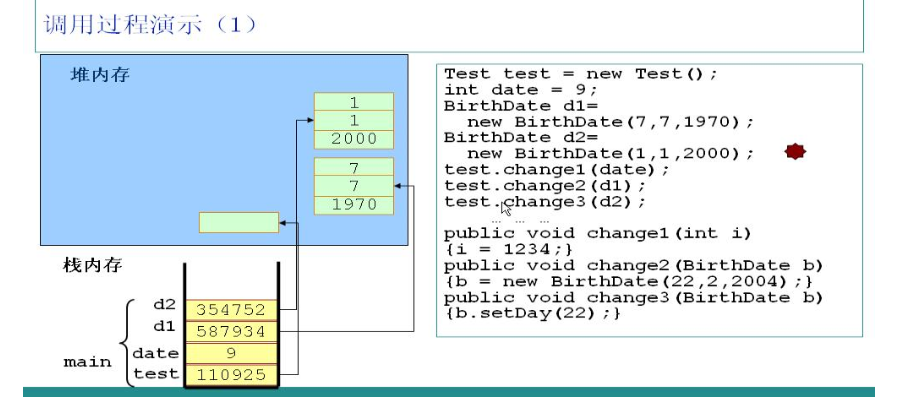 调用过程演示（1）
堆内存
1
1
2000
7
7
1970
栈内存
d2 354752
d1 587934
date 9
test 110925
main
Test test = new Test();
int date = 9;
BirthDate d1=
new BirthDate(7,7,1970);
BirthDate d2=
new BirthDate(1,1,2000);
test.change1(date);
test.change2(d1);
test.change3(d2);
… … …
public void change1(int i)
{i = 1234;}
public void change2(BirthDate b)
{b = new BirthDate(22,2,2004);}
public void change3(BirthDate b)
{b.setDay(22);}